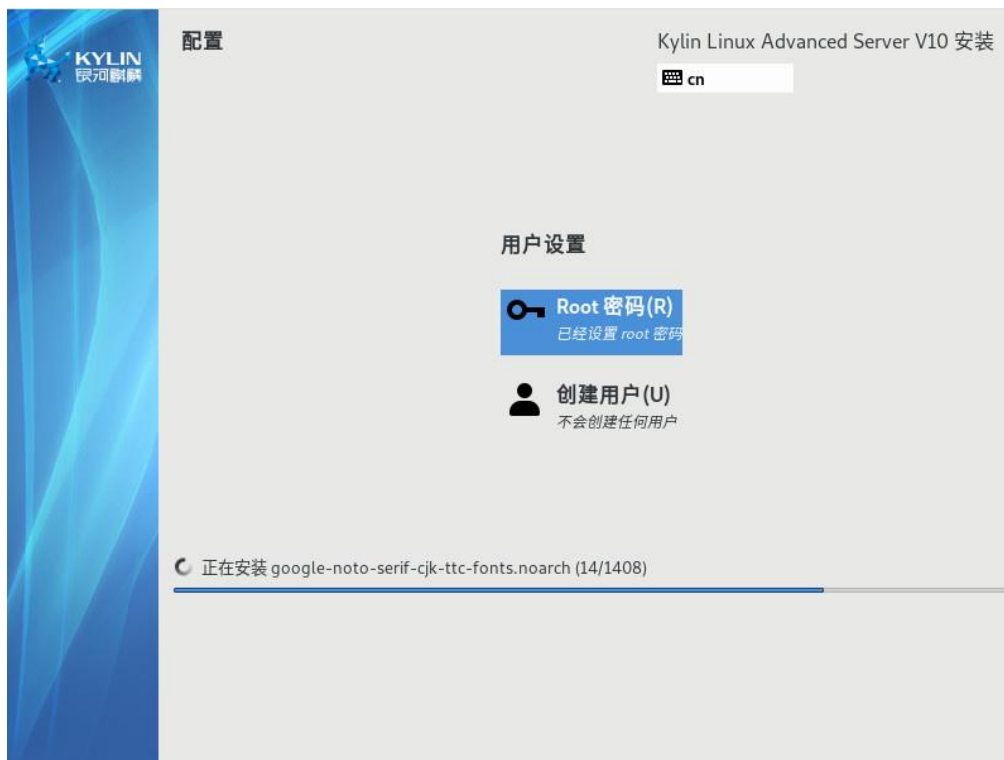 KYLIN
银河麒麟
配置
Kylin Linux Advanced Server V10 安装
cn
用户设置
Root 密码(R)
已经设置 root 密码
创建用户(U)
不会创建任何用户
正在安装 google-noto-serif-cjk-ttc-fonts.noarch (14/1408)